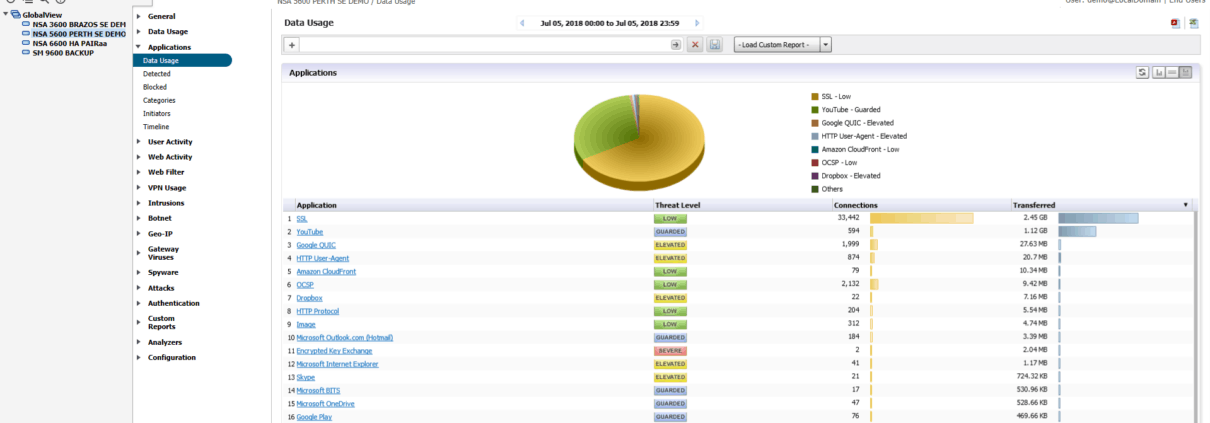 NSA 5600 PERTH SE DEMO / Data Usage
User: demo@LocalDomain | End Users
GlobalView
NSA 3600 BRAZOS SE DEM
NSA 5600 PERTH SE DEMO
NSA 6600 HA PAIRaa
SM 9600 BACKUP
General
Data Usage
Applications
Data Usage
Detected
Blocked
Categories
Initiators
Timeline
User Activity
Web Activity
Web Filter
VPN Usage
Intrusions
Botnet
Geo-IP
Gateway
Viruses
Spyware
Attacks
Authentication
Custom
Reports
Analyzers
Configuration
Data Usage
Jul 05, 2018 00:00 to Jul 05, 2018 23:59
+
- Load Custom Report -
Applications
SSL - Low
YouTube - Guarded
Google QUIC - Elevated
HTTP User-Agent - Elevated
Amazon CloudFront - Low
OCSP - Low
Dropbox - Elevated
Others
Application Threat Level Connections Transferred
1 SSL LOW 33,442 2.45 GB
2 YouTube GUARDED 594 1.12 GB
3 Google QUIC ELEVATED 1,999 27.63 MB
4 HTTP User-Agent ELEVATED 874 20.7 MB
5 Amazon CloudFront LOW 79 10.34 MB
6 OCSP LOW 2,132 9.42 MB
7 Dropbox ELEVATED 22 7.16 MB
8 HTTP Protocol LOW 204 5.54 MB
9 Image LOW 312 4.74 MB
10 Microsoft Outlook.com (Hotmail) GUARDED 184 3.39 MB
11 Encrypted Key Exchange SEVERE 2 2.04 MB
12 Microsoft Internet Explorer ELEVATED 41 1.17 MB
13 Skype ELEVATED 21 724.32 KB
14 Microsoft BITS GUARDED 17 530.96 KB
15 Microsoft OneDrive GUARDED 47 528.66 KB
16 Google Play GUARDED 76 469.66 KB